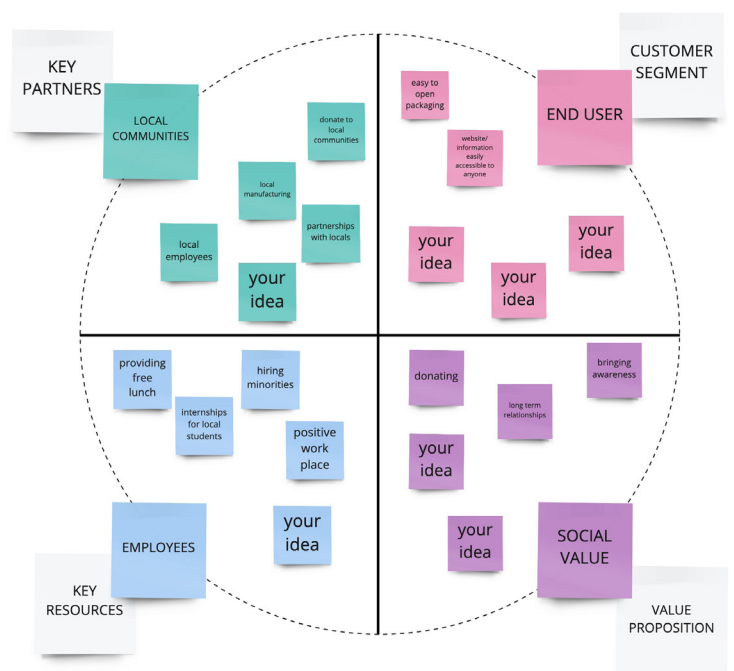 KEY
PARTNERS
LOCAL
COMMUNITIES
donate to
local
communities
local
manufacturing
partnerships
with locals
local
employees
your
idea
CUSTOMER
SEGMENT
END USER
easy to
open
packaging
website/
information
easily
accessible to
anyone
your
idea
your
idea
your
idea
providing
free
lunch
hiring
minorities
internships
for local
students
positive
work
place
your
idea
EMPLOYEES
KEY
RESOURCES
donating
long term
relationships
bringing
awareness
your
idea
your
idea
SOCIAL
VALUE
VALUE
PROPOSITION